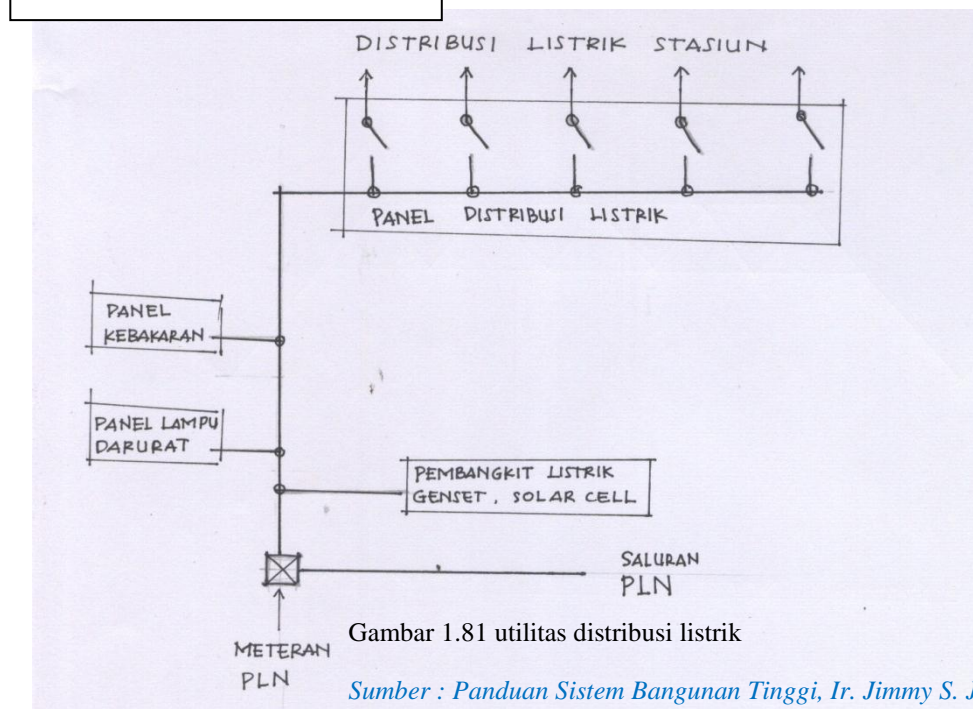 DISTRIBUSI LISTRIK STASIUN
PANEL DISTRIBUSI LISTRIK
PANEL
KEBAKARAN
PANEL LAMPU
DARURAT
PEMBANGKIT LISTRIK
GENSET, SOLAR CELL
SALURAN
PLN
METERAN
PLN
Gambar 1.81 utilitas distribusi listrik
Sumber : Panduan Sistem Bangunan Tinggi, Ir. Jimmy S. J